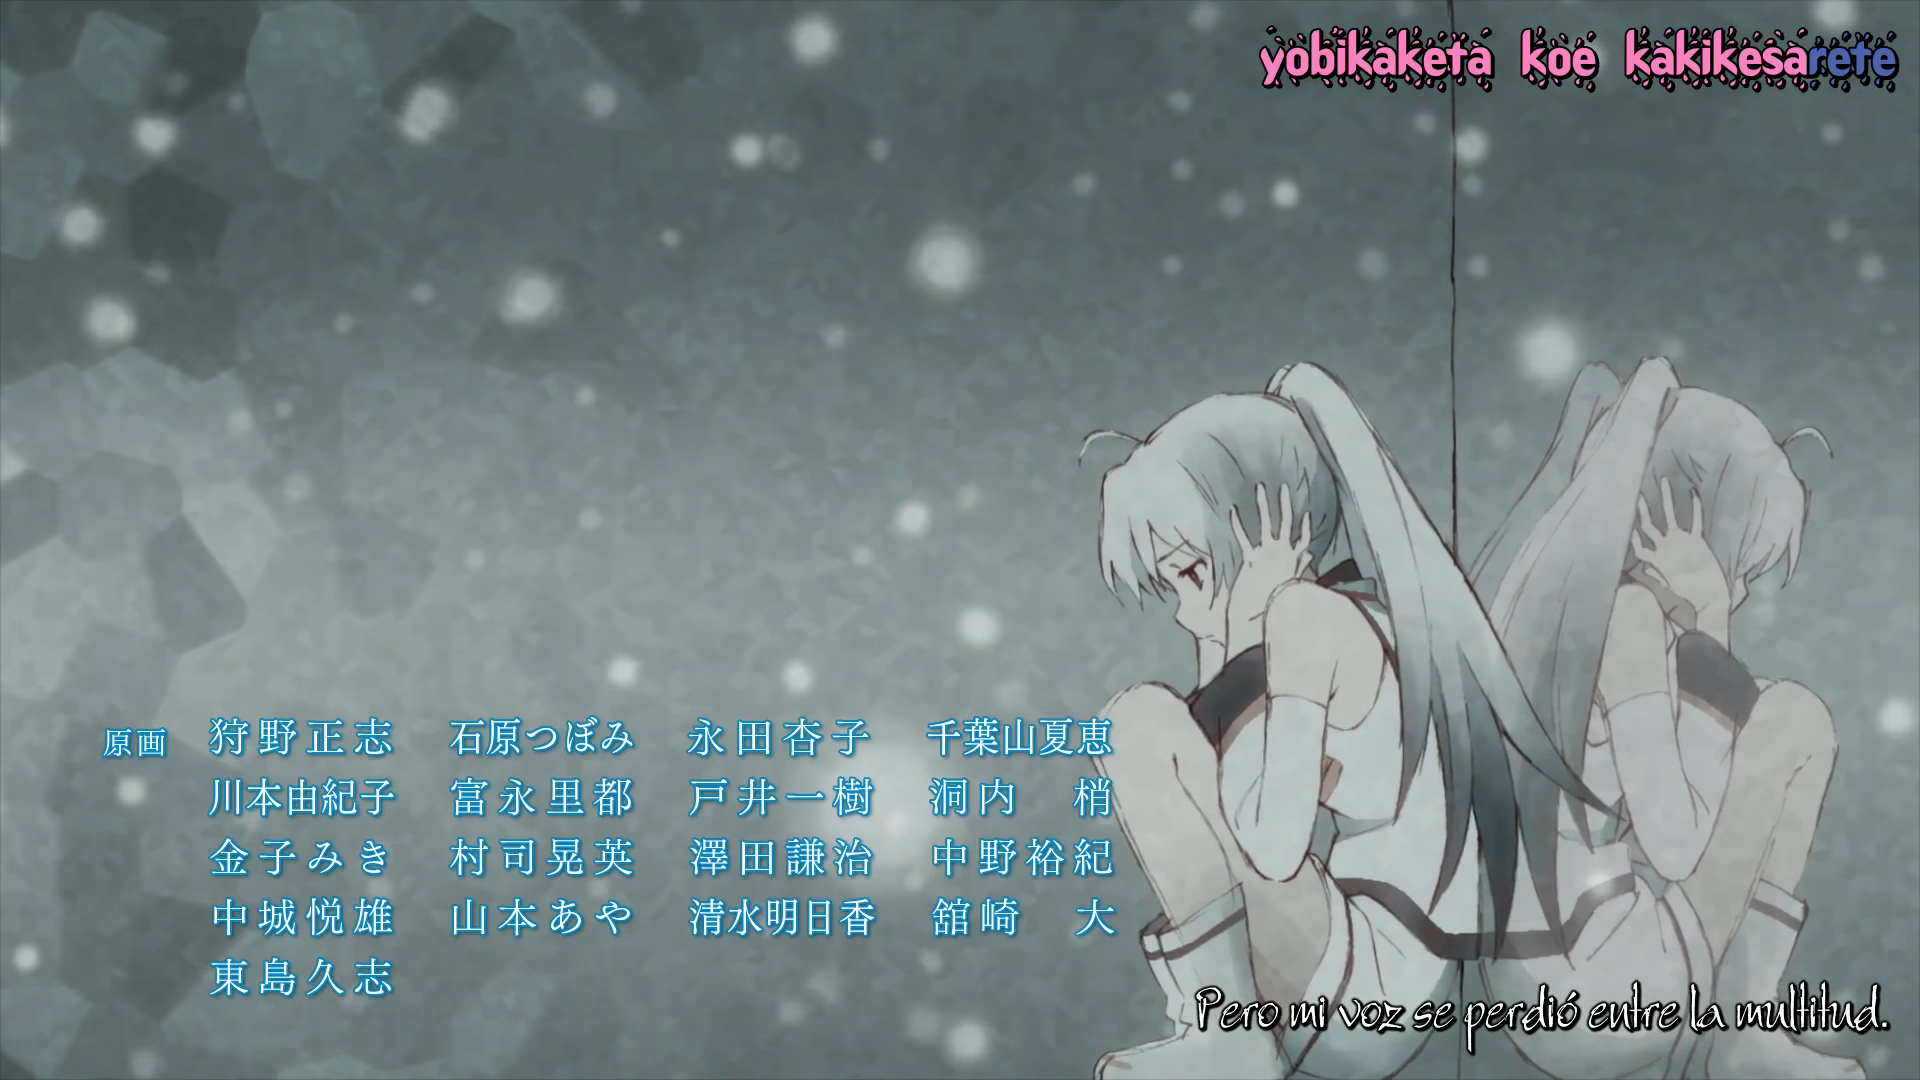 yobikaketa koe kakikesarete
原画 狩野正志 石原つぼみ 永田杏子 千葉山夏恵
川本由紀子 富永里都 戸井一樹 洞内 梢
金子みき 村司晃英 澤田謙治 中野裕紀
中城悦雄 山本あや 清水明日香 舘崎 大
東島久志
Pero mi voz se perdió entre la multitud.